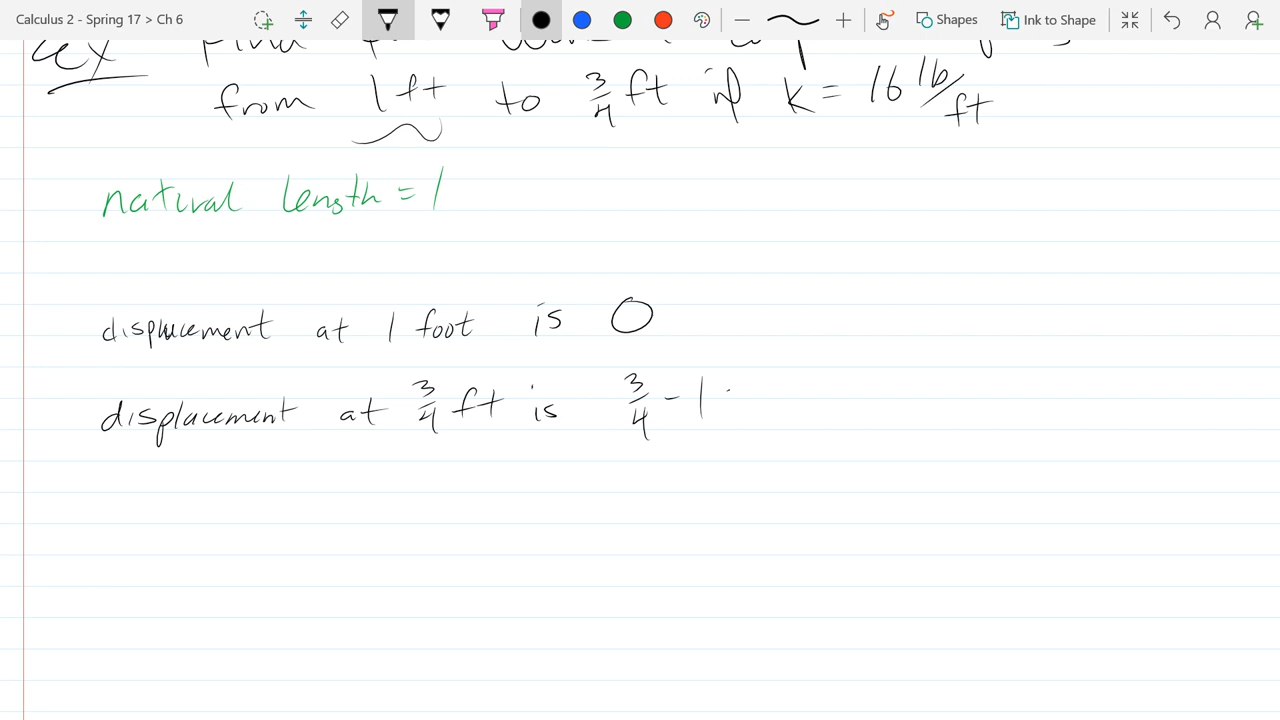 Calculus 2 - Spring 17 > Ch 6
Shapes
Ink to Shape
Ex Find
from 1 ft to 3/4 ft if k = 16 lb/ft
natural length = 1
displacement at 1 foot is 0
displacement at 3/4 ft is 3/4 - 1